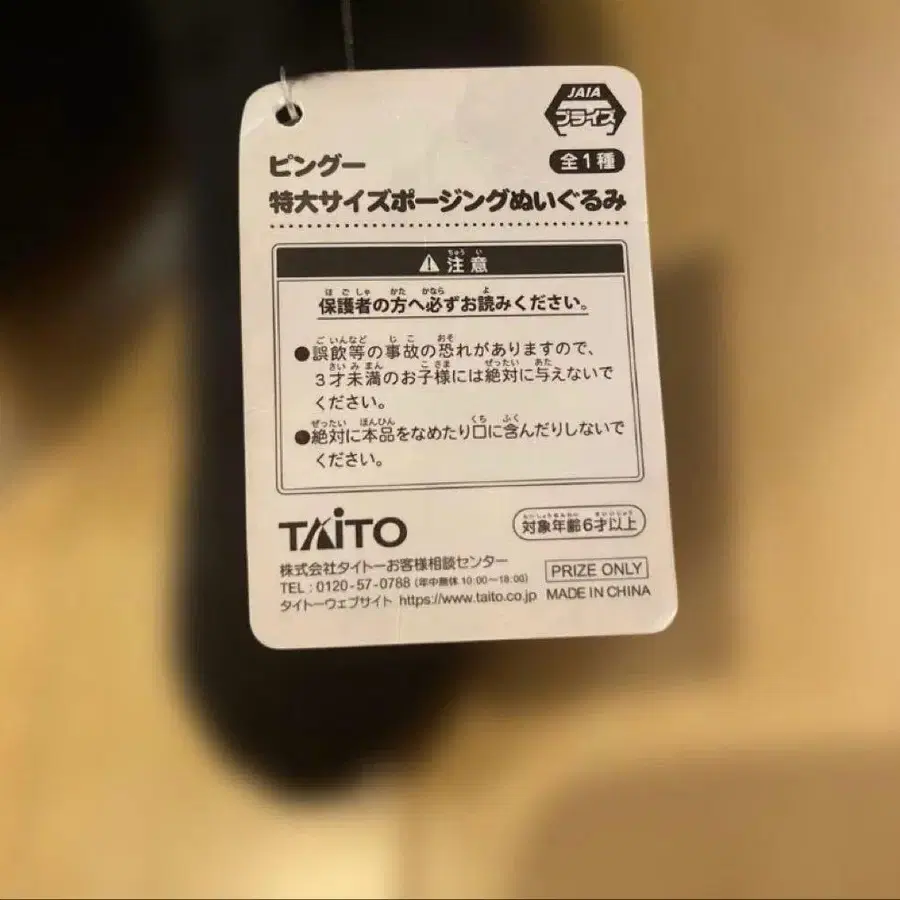 JAIA
プライズ
ピングー
全1種
特大サイズポージングぬいぐるみ
注意
保護者の方へ必ずお読みください。
●誤飲等の事故の恐れがありますので、
3才未満のお子様には絶対に与えないで
ください。
●絶対に本品をなめたり口に含んだりしないで
ください。
TAiTO
対象年齢6才以上
株式会社タイトーお客様相談センター
TEL:0120-57-0788 (年中無休 10:00~18:00)
タイトーウェブサイト https://www.taito.co.jp
PRIZE ONLY
MADE IN CHINA